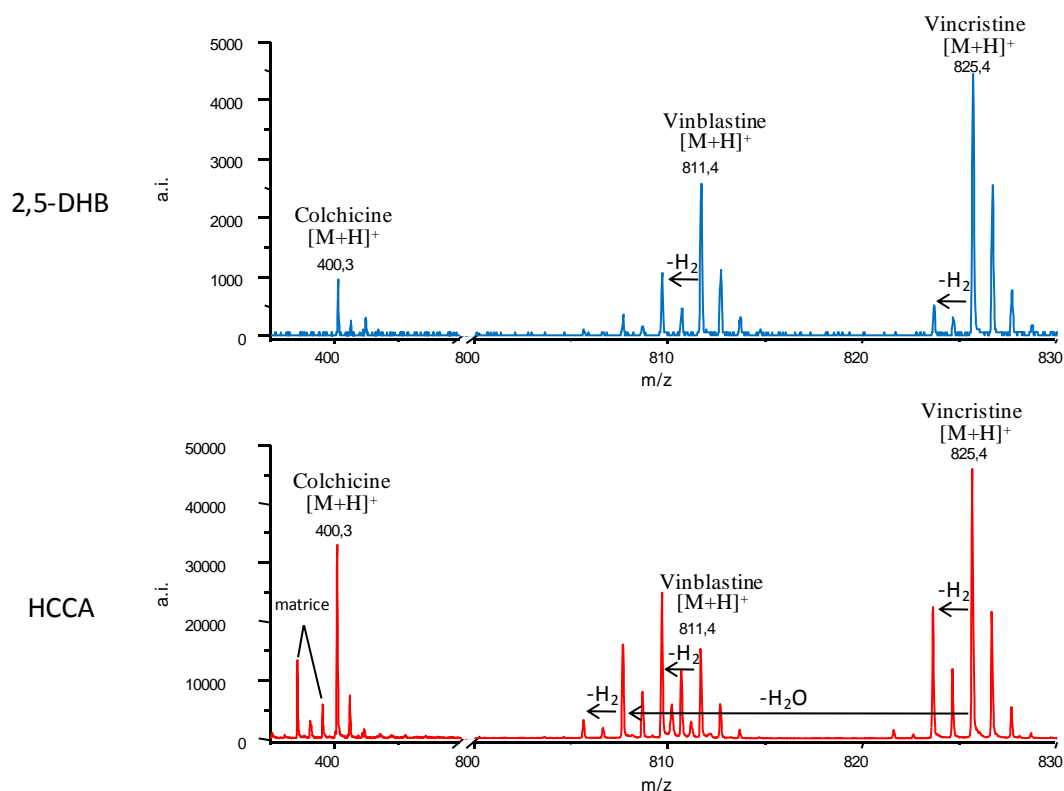 2,5-DHB
a.i.
5000
4000
3000
2000
1000
0
Colchicine
[M+H]+
400,3
Vinblastine
[M+H]+
811,4
-H2
Vincristine
[M+H]+
825,4
-H2
400
800
810
820
830
m/z
HCCA
a.i.
50000
40000
30000
20000
10000
0
matrice
Colchicine
[M+H]+
400,3
Vinblastine
[M+H]+
811,4
-H2
-H2
-H2O
Vincristine
[M+H]+
825,4
-H2
400
800
810
820
830
m/z